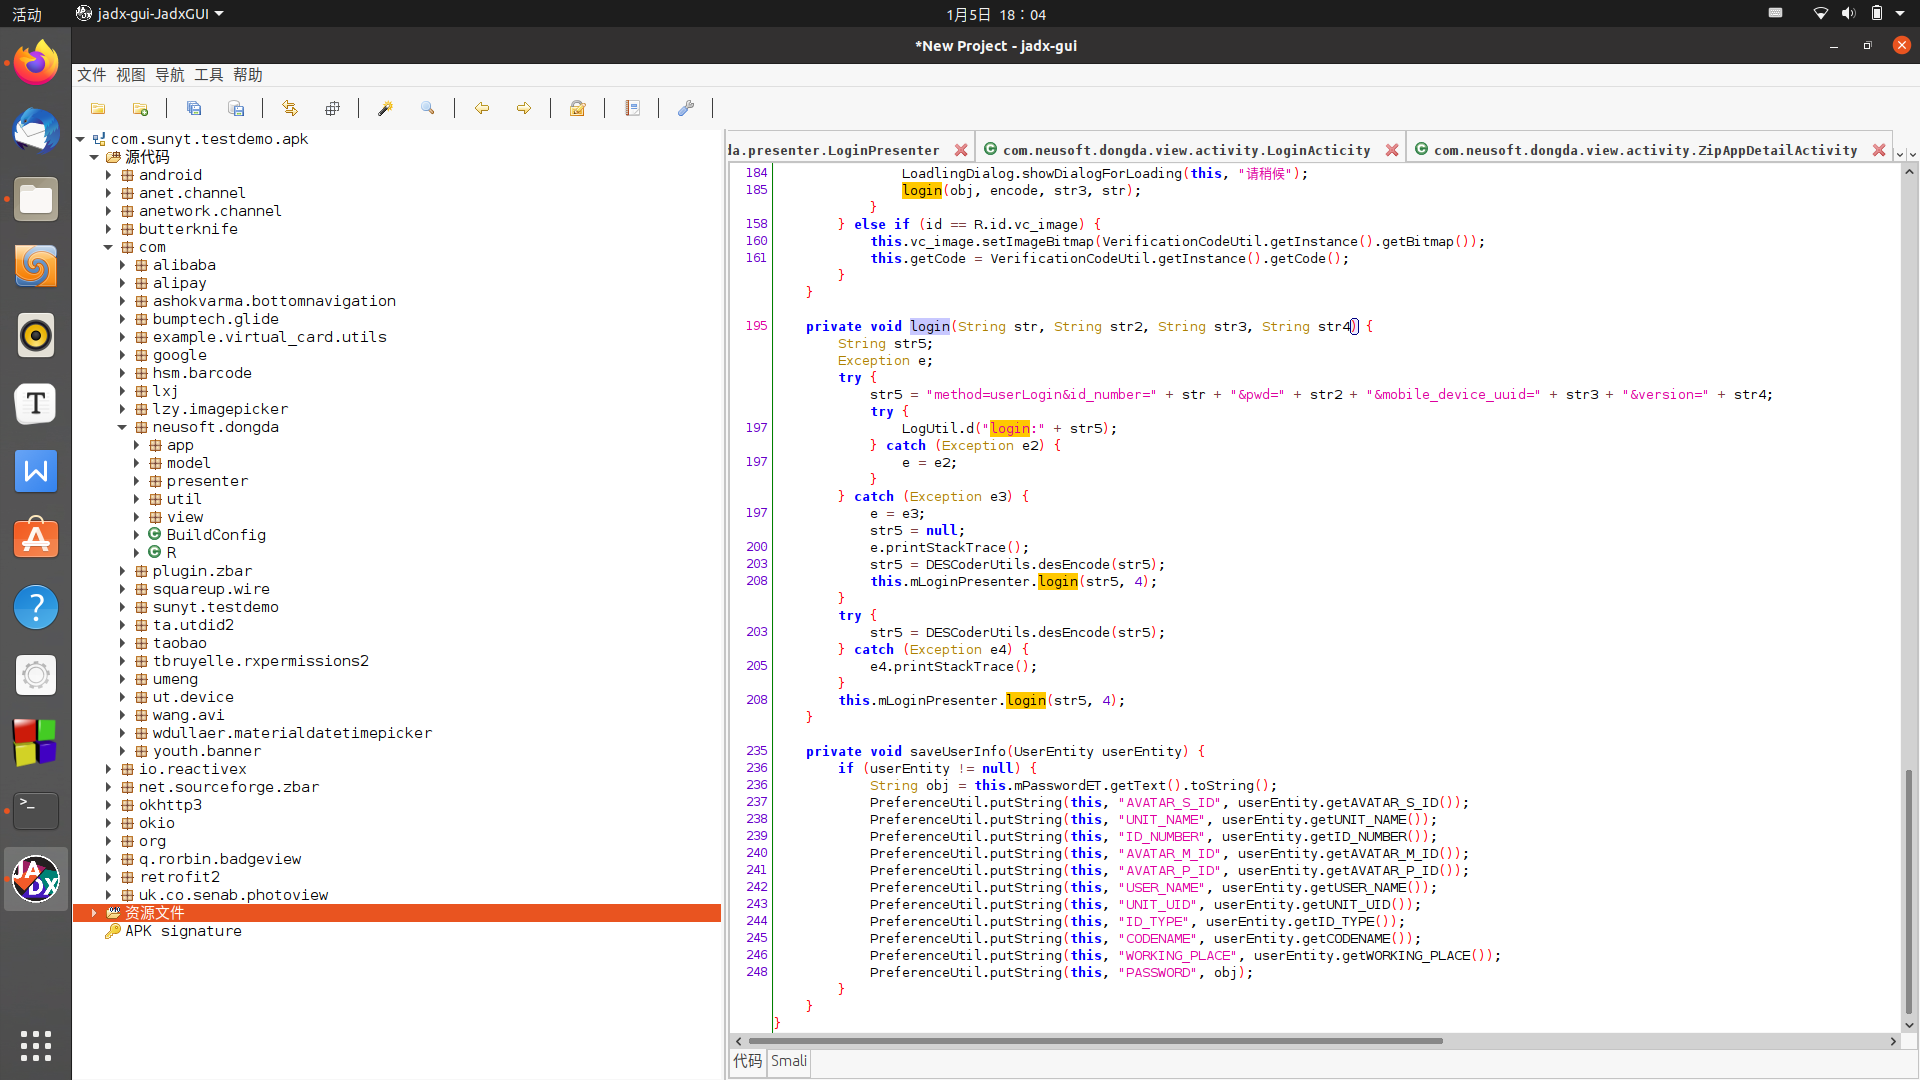 活动
jadx-gui-JadxGUI
1月5日 18：04
*New Project - jadx-gui
文件 视图 导航 工具 帮助
com.sunyt.testdemo.apk
源代码
android
anet.channel
anetwork.channel
butterknife
com
alibaba
alipay
ashokvarma.bottomnavigation
bumptech.glide
example.virtual_card.utils
google
hsm.barcode
lxj
lzy.imagepicker
neusoft.dongda
app
model
presenter
util
view
BuildConfig
R
plugin.zbar
squareup.wire
sunyt.testdemo
ta.utdid2
taobao
tbruyelle.rxpermissions2
umeng
ut.device
wang.avi
wdullaer.materialdatetimepicker
youth.banner
io.reactivex
net.sourceforge.zbar
okhttp3
okio
org
q.rorbin.badgeview
retrofit2
uk.co.senab.photoview
资源文件
APK signature
da.presenter.LoginPresenter
com.neusoft.dongda.view.activity.LoginActicity
com.neusoft.dongda.view.activity.ZipAppDetailActivity
184 LoadlingDialog.showDialogForLoading(this, "请稍候");
185 login(obj, encode, str3, str);
}
158 } else if (id == R.id.vc_image) {
160 this.vc_image.setImageBitmap(VerificationCodeUtil.getInstance().getBitmap());
161 this.getCode = VerificationCodeUtil.getInstance().getCode();
}
}
195 private void login(String str, String str2, String str3, String str4) {
String str5;
Exception e;
try {
str5 = "method=userLogin&id_number=" + str + "&pwd=" + str2 + "&mobile_device_uuid=" + str3 + "&version=" + str4;
try {
197 LogUtil.d("login:" + str5);
} catch (Exception e2) {
197 e = e2;
}
} catch (Exception e3) {
197 e = e3;
str5 = null;
200 e.printStackTrace();
203 str5 = DESCoderUtils.desEncode(str5);
208 this.mLoginPresenter.login(str5, 4);
}
try {
203 str5 = DESCoderUtils.desEncode(str5);
} catch (Exception e4) {
205 e4.printStackTrace();
}
208 this.mLoginPresenter.login(str5, 4);
}
235 private void saveUserInfo(UserEntity userEntity) {
236 if (userEntity != null) {
236 String obj = this.mPasswordET.getText().toString();
237 PreferenceUtil.putString(this, "AVATAR_S_ID", userEntity.getAVATAR_S_ID());
238 PreferenceUtil.putString(this, "UNIT_NAME", userEntity.getUNIT_NAME());
239 PreferenceUtil.putString(this, "ID_NUMBER", userEntity.getID_NUMBER());
240 PreferenceUtil.putString(this, "AVATAR_M_ID", userEntity.getAVATAR_M_ID());
241 PreferenceUtil.putString(this, "AVATAR_P_ID", userEntity.getAVATAR_P_ID());
242 PreferenceUtil.putString(this, "USER_NAME", userEntity.getUSER_NAME());
243 PreferenceUtil.putString(this, "UNIT_UID", userEntity.getUNIT_UID());
244 PreferenceUtil.putString(this, "ID_TYPE", userEntity.getID_TYPE());
245 PreferenceUtil.putString(this, "CODENAME", userEntity.getCODENAME());
246 PreferenceUtil.putString(this, "WORKING_PLACE", userEntity.getWORKING_PLACE());
248 PreferenceUtil.putString(this, "PASSWORD", obj);
}
}
}
代码 Smali